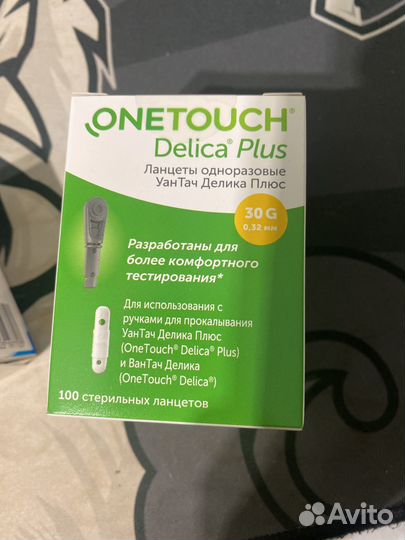 ONETOUCH®
Delica® Plus
Ланцеты одноразовые
УанТач Делика Плюс
30 G
0,32 мм
Разработаны для
более комфортного
тестирования*
Для использования с
ручками для прокалывания
УанТач Делика Плюс
(OneTouch® Delica® Plus)
и ВанТач Делика
(OneTouch® Delica®)
100 стерильных ланцетов
Avito